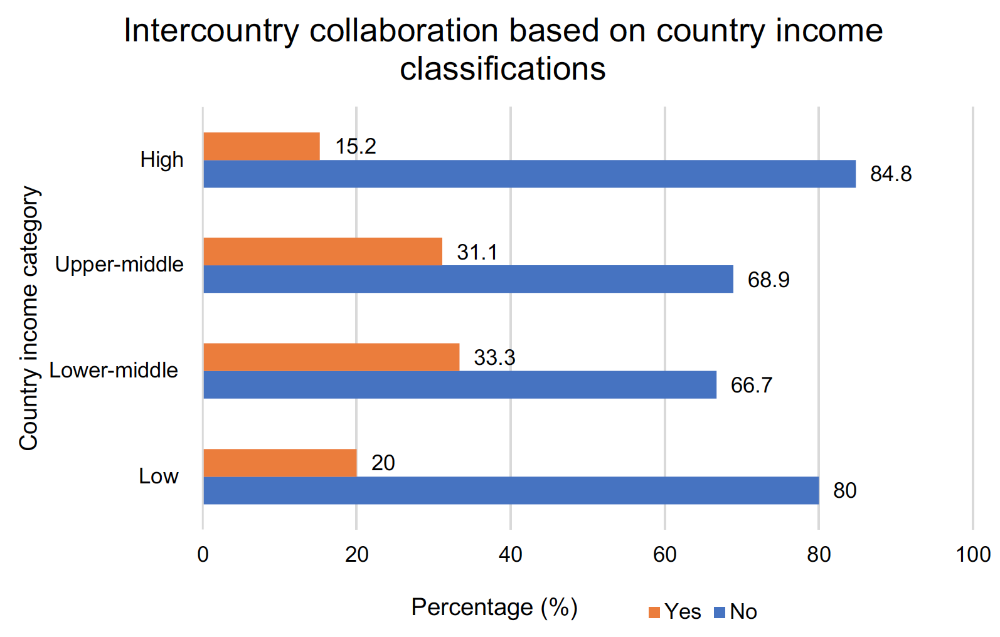 Intercountry collaboration based on country income
classifications
Country income category
High
15.2
84.8
Upper-middle
31.1
68.9
Lower-middle
33.3
66.7
Low
20
80
0 20 40 60 80 100
Percentage (%)
Yes No